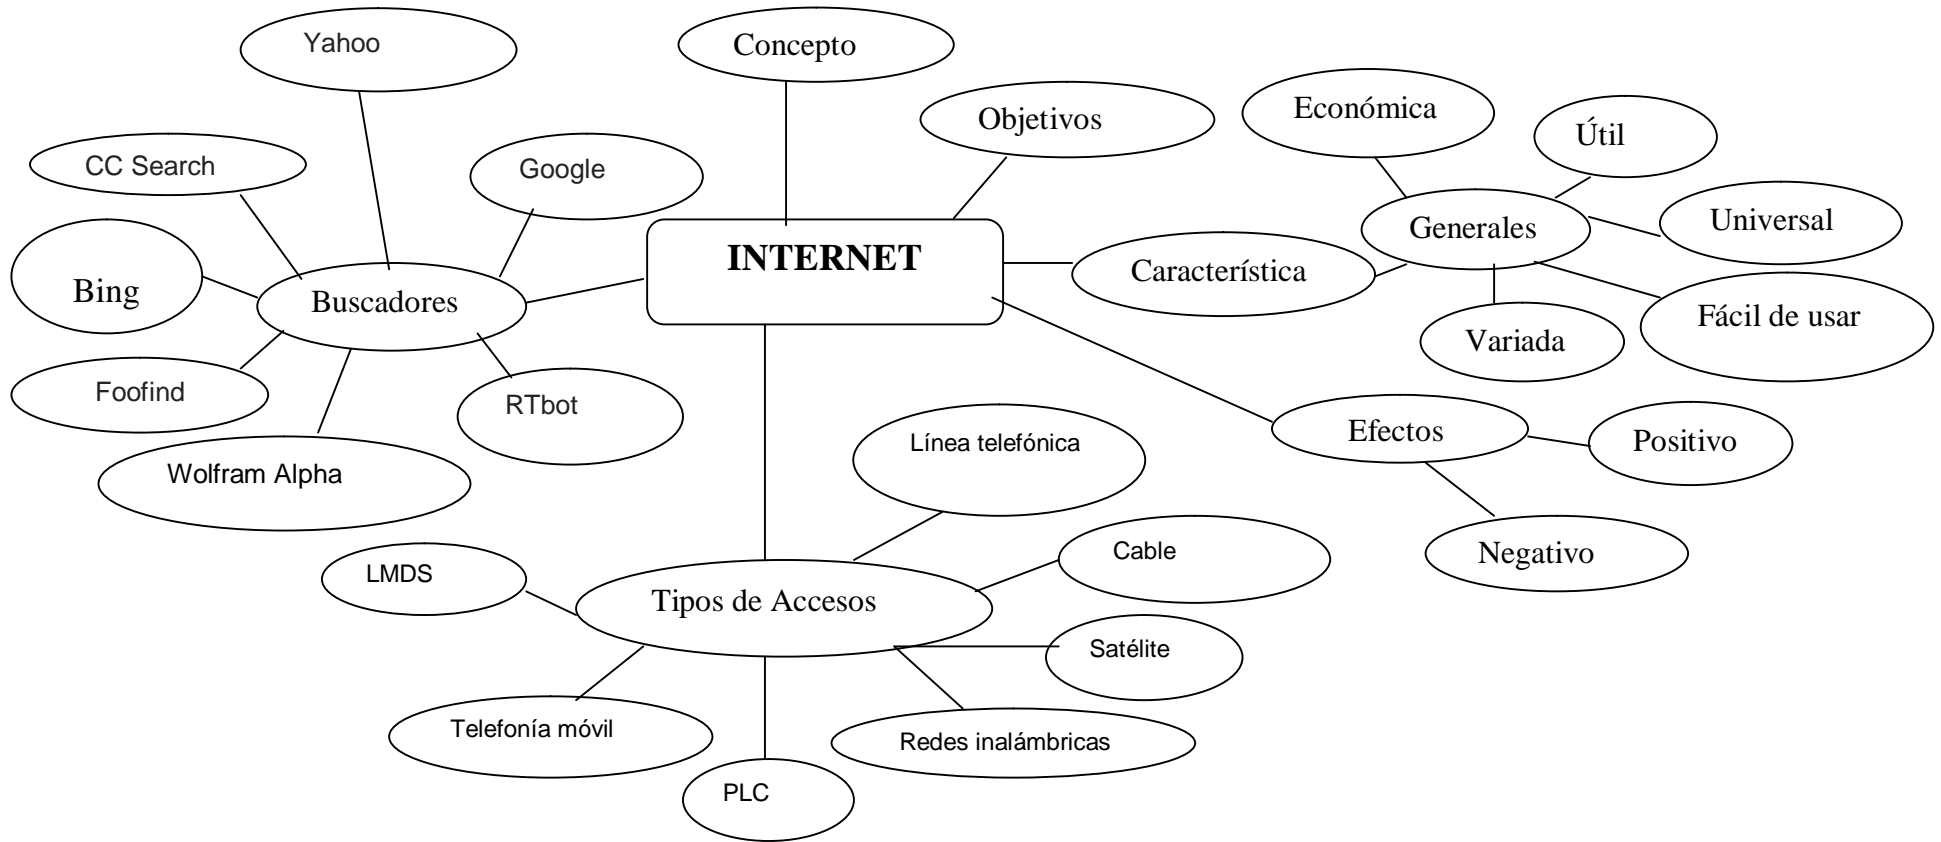 Yahoo
Concepto
Objetivos
Económica
Útil
CC Search
Google
Generales
Universal
INTERNET
Característica
Bing
Buscadores
Fácil de usar
Variada
Foofind
RTbot
Efectos
Positivo
Línea telefónica
Wolfram Alpha
Cable
Negativo
LMDS
Tipos de Accesos
Satélite
Telefonía móvil
Redes inalámbricas
PLC